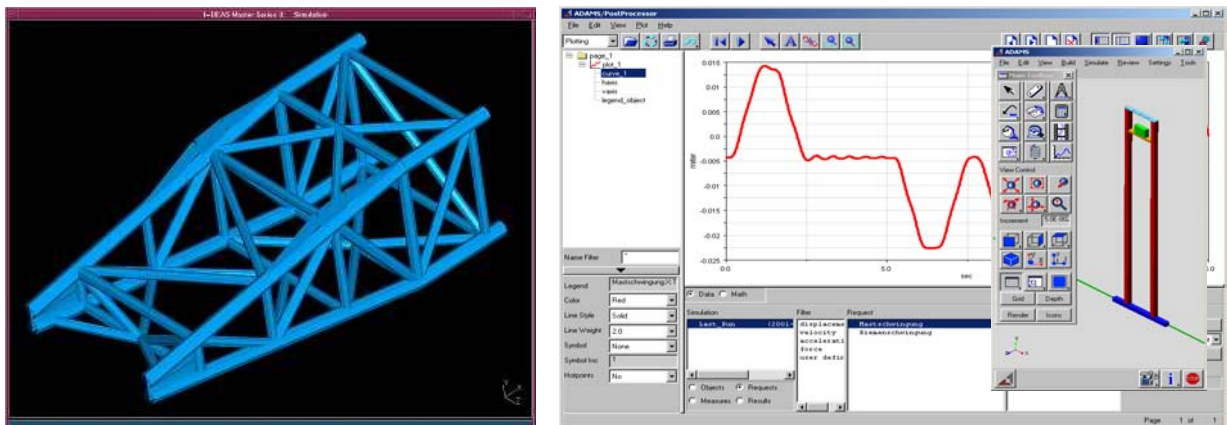 I-DEAS Master Series 3: Simulation
ADAMS/PostProcessor
File Edit View Plot Help
Plotting
page_1
plot_1
curve_1
haxis
vaxis
legend_object
0.015
0.01
0.005
0.0
-0.005
-0.01
-0.015
-0.02
-0.025
meter
0.0
5.0
sec
ADAMS
File Edit View Build Simulate Review Settings Tools
Main Toolbox
View Control
Increment
Grid Depth
Render Icons
Name Filter *
Legend Mastschwingung.X.T
Color Red
Line Style Solid
Line Weight 2.0
Symbol None
Symbol Inc 1
Hotpoints No
Data Math
Simulation Filter Request
Last_Run (2001- displaceme Mastschwingung
velocity Riemenschwingung
accelerati
force
user defin
Objects Requests
Measures Results
Page 1 of 1